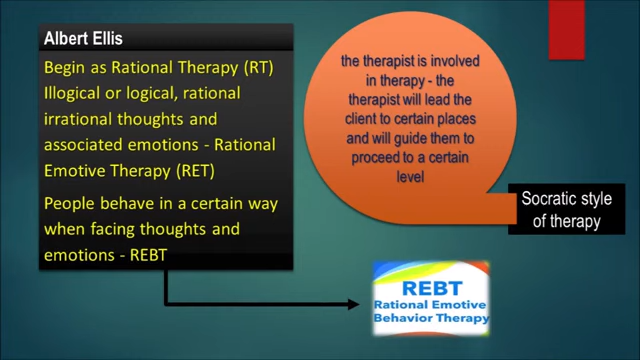 Albert Ellis
Begin as Rational Therapy (RT)
Illogical or logical, rational
irrational thoughts and
associated emotions - Rational
Emotive Therapy (RET)
People behave in a certain way
when facing thoughts and
emotions - REBT
the therapist is involved
in therapy - the
therapist will lead the
client to certain places
and will guide them to
proceed to a certain
level
Socratic style
of therapy
REBT
Rational Emotive
Behavior Therapy